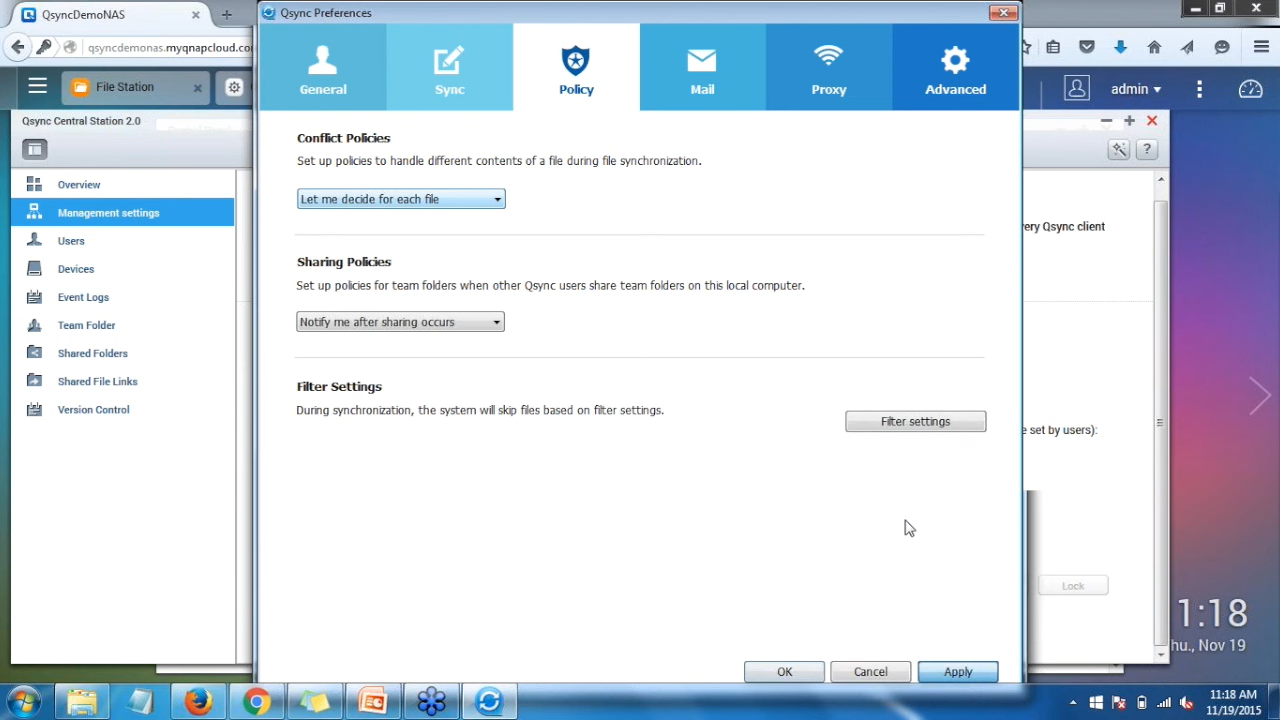 QsyncDemoNAS
Qsync Preferences
qsyncdemonas.myqnapcloud.co
File Station
admin
General
Sync
Policy
Mail
Proxy
Advanced
Qsync Central Station 2.0
Overview
Management settings
Users
Devices
Event Logs
Team Folder
Shared Folders
Shared File Links
Version Control
Conflict Policies
Set up policies to handle different contents of a file during file synchronization.
Let me decide for each file
Sharing Policies
Set up policies for team folders when other Qsync users share team folders on this local computer.
Notify me after sharing occurs
Filter Settings
During synchronization, the system will skip files based on filter settings.
Filter settings
OK
Cancel
Apply
ery Qsync client
e set by users):
Lock
1:18
hu., Nov 19
11:18 AM
11/19/2015